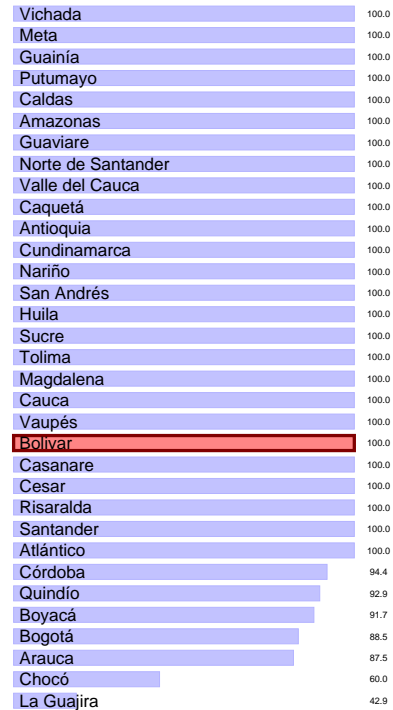 Vichada 100.0
Meta 100.0
Guainía 100.0
Putumayo 100.0
Caldas 100.0
Amazonas 100.0
Guaviare 100.0
Norte de Santander 100.0
Valle del Cauca 100.0
Caquetá 100.0
Antioquia 100.0
Cundinamarca 100.0
Nariño 100.0
San Andrés 100.0
Huila 100.0
Sucre 100.0
Tolima 100.0
Magdalena 100.0
Cauca 100.0
Vaupés 100.0
Bolivar 100.0
Casanare 100.0
Cesar 100.0
Risaralda 100.0
Santander 100.0
Atlántico 100.0
Córdoba 94.4
Quindío 92.9
Boyacá 91.7
Bogotá 88.5
Arauca 87.5
Chocó 60.0
La Guajira 42.9